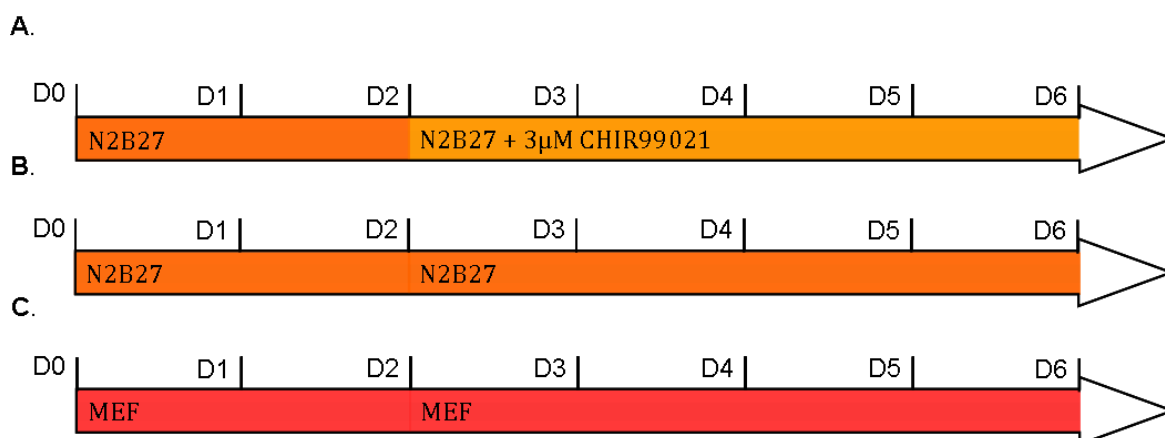 A.
D0 D1 D2 D3 D4 D5 D6
N2B27 N2B27 + 3µM CHIR99021
B.
D0 D1 D2 D3 D4 D5 D6
N2B27 N2B27
C.
D0 D1 D2 D3 D4 D5 D6
MEF MEF